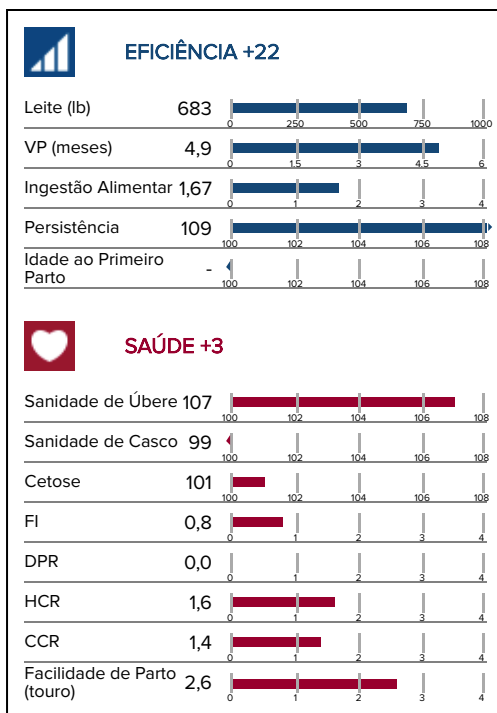 EFICIÊNCIA +22
Leite (lb) 683
0 250 500 750 1000
VP (meses) 4,9
0 1.5 3 4.5 6
Ingestão Alimentar 1,67
0 1 2 3 4
Persistência 109
100 102 104 106 108
Idade ao Primeiro
Parto -
100 102 104 106 108
SAÚDE +3
Sanidade de Úbere 107
100 102 104 106 108
Sanidade de Casco 99
100 102 104 106 108
Cetose 101
100 102 104 106 108
FI 0,8
0 1 2 3 4
DPR 0,0
0 1 2 3 4
HCR 1,6
0 1 2 3 4
CCR 1,4
0 1 2 3 4
Facilidade de Parto
(touro) 2,6
0 1 2 3 4